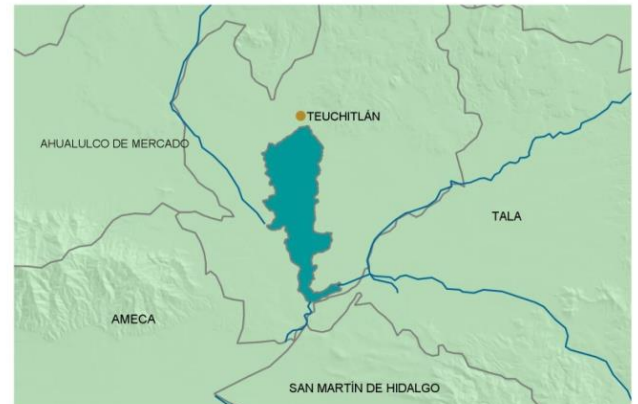 TEUCHITLÁN
AHUALULCO DE MERCADO
TALA
AMECA
SAN MARTÍN DE HIDALGO